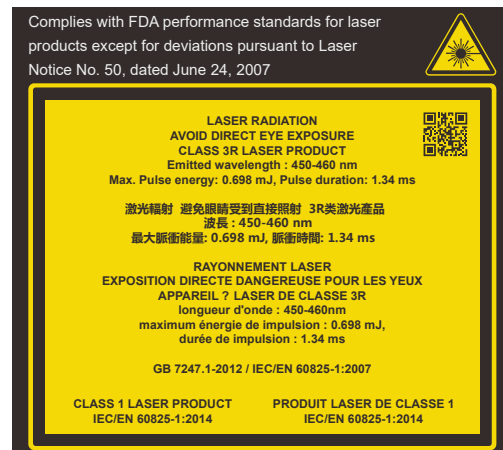 Complies with FDA performance standards for laser
products except for deviations pursuant to Laser
Notice No. 50, dated June 24, 2007
LASER RADIATION
AVOID DIRECT EYE EXPOSURE
CLASS 3R LASER PRODUCT
Emitted wavelength : 450-460 nm
Max. Pulse energy: 0.698 mJ, Pulse duration: 1.34 ms
激光輻射 避免眼睛受到直接照射 3R类激光產品
波長 : 450-460 nm
最大脈衝能量: 0.698 mJ, 脈衝時間: 1.34 ms
RAYONNEMENT LASER
EXPOSITION DIRECTE DANGEREUSE POUR LES YEUX
APPAREIL ? LASER DE CLASSE 3R
longueur d'onde : 450-460nm
maximum énergie de impulsion : 0.698 mJ,
durée de impulsion : 1.34 ms
GB 7247.1-2012 / IEC/EN 60825-1:2007
CLASS 1 LASER PRODUCT PRODUIT LASER DE CLASSE 1
IEC/EN 60825-1:2014 IEC/EN 60825-1:2014